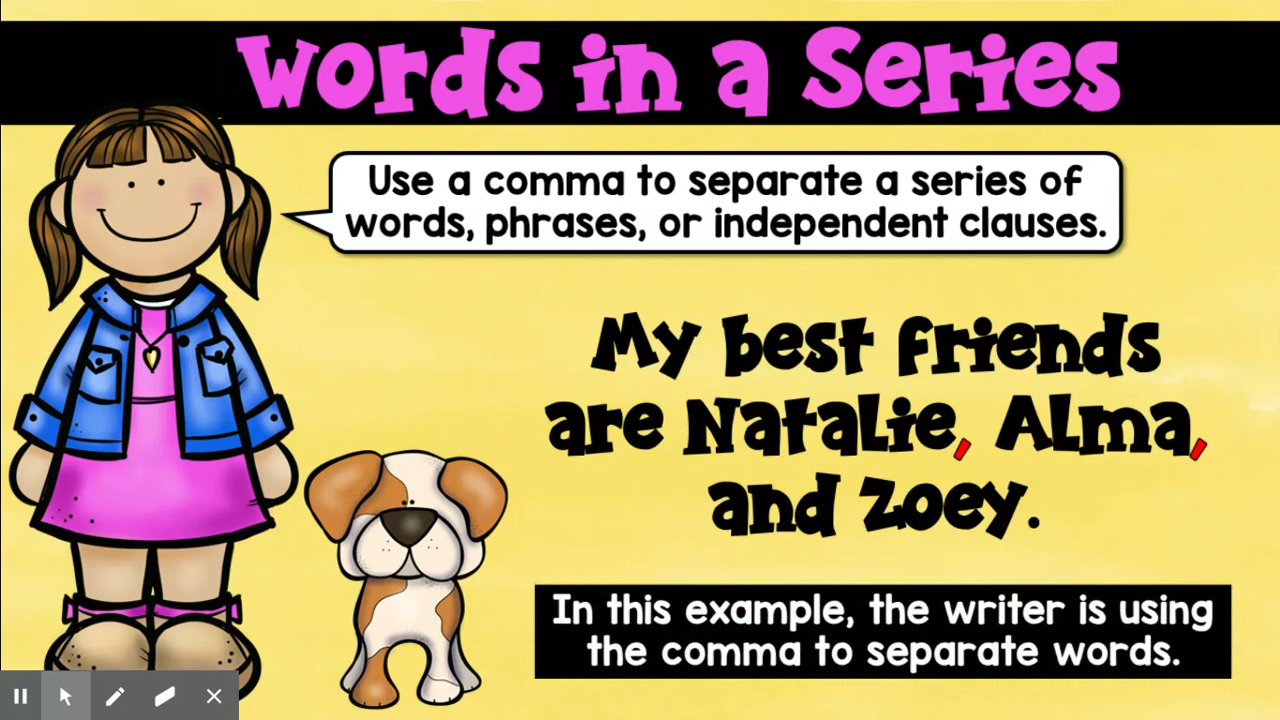 Words in a Series
Use a comma to separate a series of
words, phrases, or independent clauses.
My best friends
are Natalie, Alma,
and Zoey.
In this example, the writer is using
the comma to separate words.